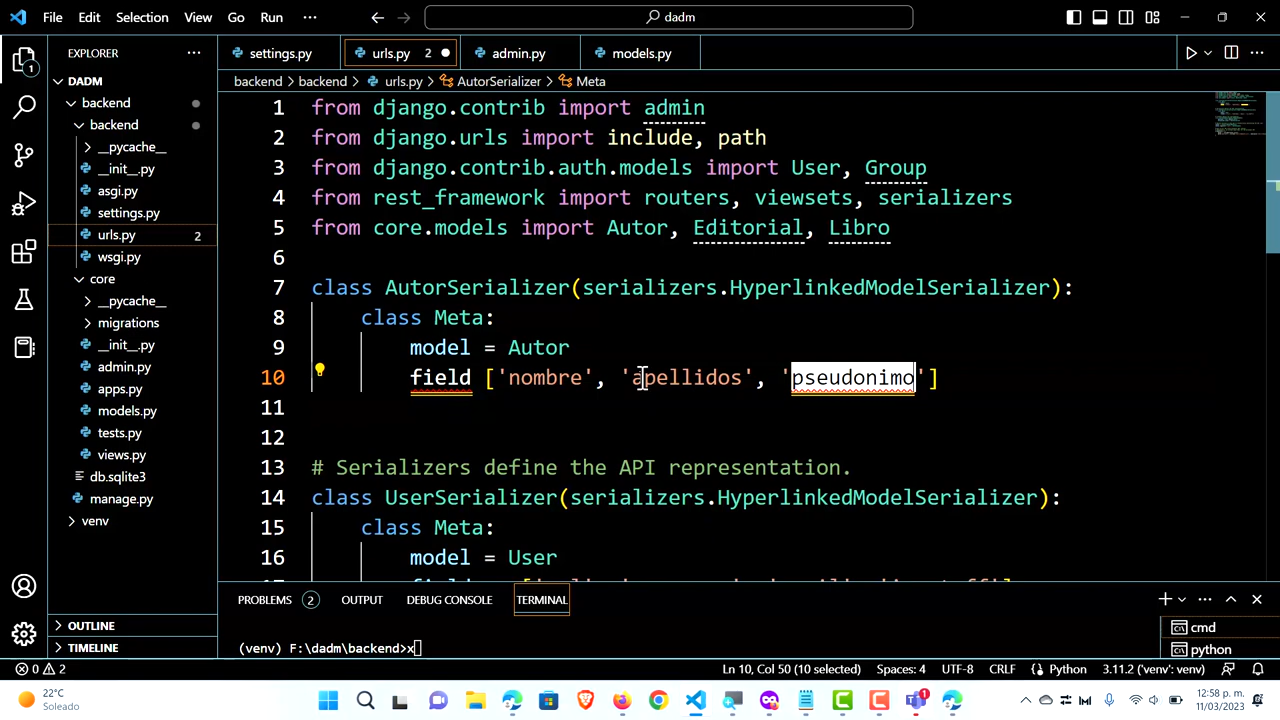 File Edit Selection View Go Run ··· dadm
EXPLORER ···
settings.py urls.py 2 admin.py models.py
DADM
backend > backend > urls.py > AutorSerializer > Meta
backend
backend
__pycache__
__init__.py
asgi.py
settings.py
urls.py 2
wsgi.py
core
__pycache__
migrations
__init__.py
admin.py
apps.py
models.py
tests.py
views.py
db.sqlite3
manage.py
venv
OUTLINE
TIMELINE
1 from django.contrib import admin
2 from django.urls import include, path
3 from django.contrib.auth.models import User, Group
4 from rest_framework import routers, viewsets, serializers
5 from core.models import Autor, Editorial, Libro
6
7 class AutorSerializer(serializers.HyperlinkedModelSerializer):
8 class Meta:
9 model = Autor
10 field ['nombre', 'apellidos', 'pseudonimo']
11
12
13 # Serializers define the API representation.
14 class UserSerializer(serializers.HyperlinkedModelSerializer):
15 class Meta:
16 model = User
PROBLEMS 2 OUTPUT DEBUG CONSOLE TERMINAL
(venv) F:\dadm\backend>x
cmd
python
0 2 Ln 10, Col 50 (10 selected) Spaces: 4 UTF-8 CRLF Python 3.11.2 ('venv': venv)
22°C
Soleado
12:58 p. m.
11/03/2023